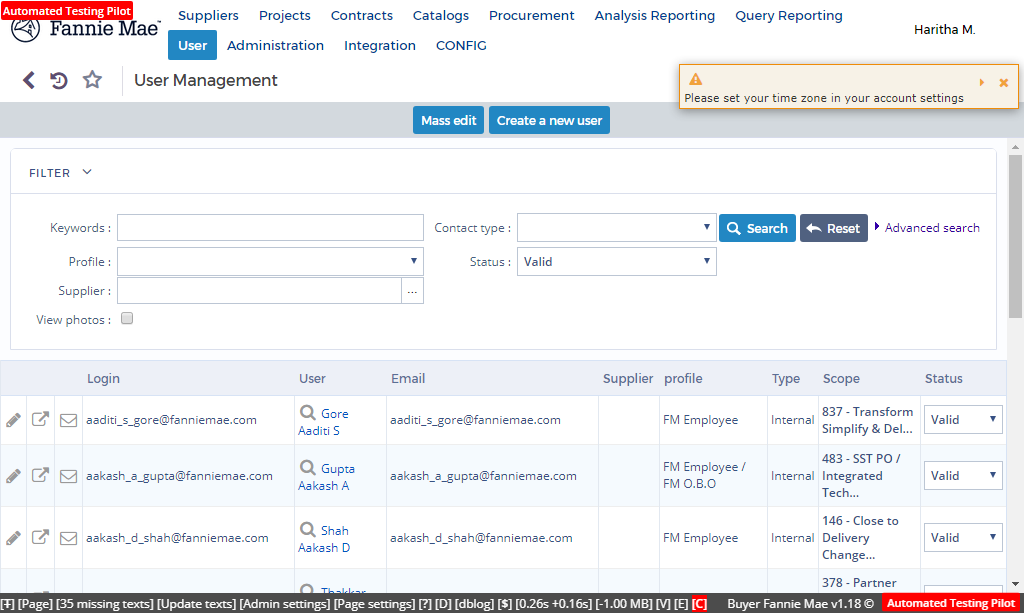 Automated Testing Pilot
Fannie Mae
Suppliers Projects Contracts Catalogs Procurement Analysis Reporting Query Reporting
User Administration Integration CONFIG
Haritha M.
User Management
Please set your time zone in your account settings
Mass edit Create a new user
FILTER
Keywords : Contact type : Search Reset Advanced search
Profile : Status : Valid
Supplier : ...
View photos :
Login User Email Supplier profile Type Scope Status
aaditi_s_gore@fanniemae.com Gore Aaditi S aaditi_s_gore@fanniemae.com FM Employee Internal 837 - Transform Simplify & Del... Valid
aakash_a_gupta@fanniemae.com Gupta Aakash A aakash_a_gupta@fanniemae.com FM Employee / FM O.B.O Internal 483 - SST PO / Integrated Tech... Valid
aakash_d_shah@fanniemae.com Shah Aakash D aakash_d_shah@fanniemae.com FM Employee Internal 146 - Close to Delivery Change... Valid
Thakkar 378 - Partner
[Ŧ] [Page] [35 missing texts] [Update texts] [Admin settings] [Page settings] [?] [D] [dblog] [$] [0.26s +0.16s] [-1.00 MB] [V] [E] [C] Buyer Fannie Mae v1.18 © Automated Testing Pilot